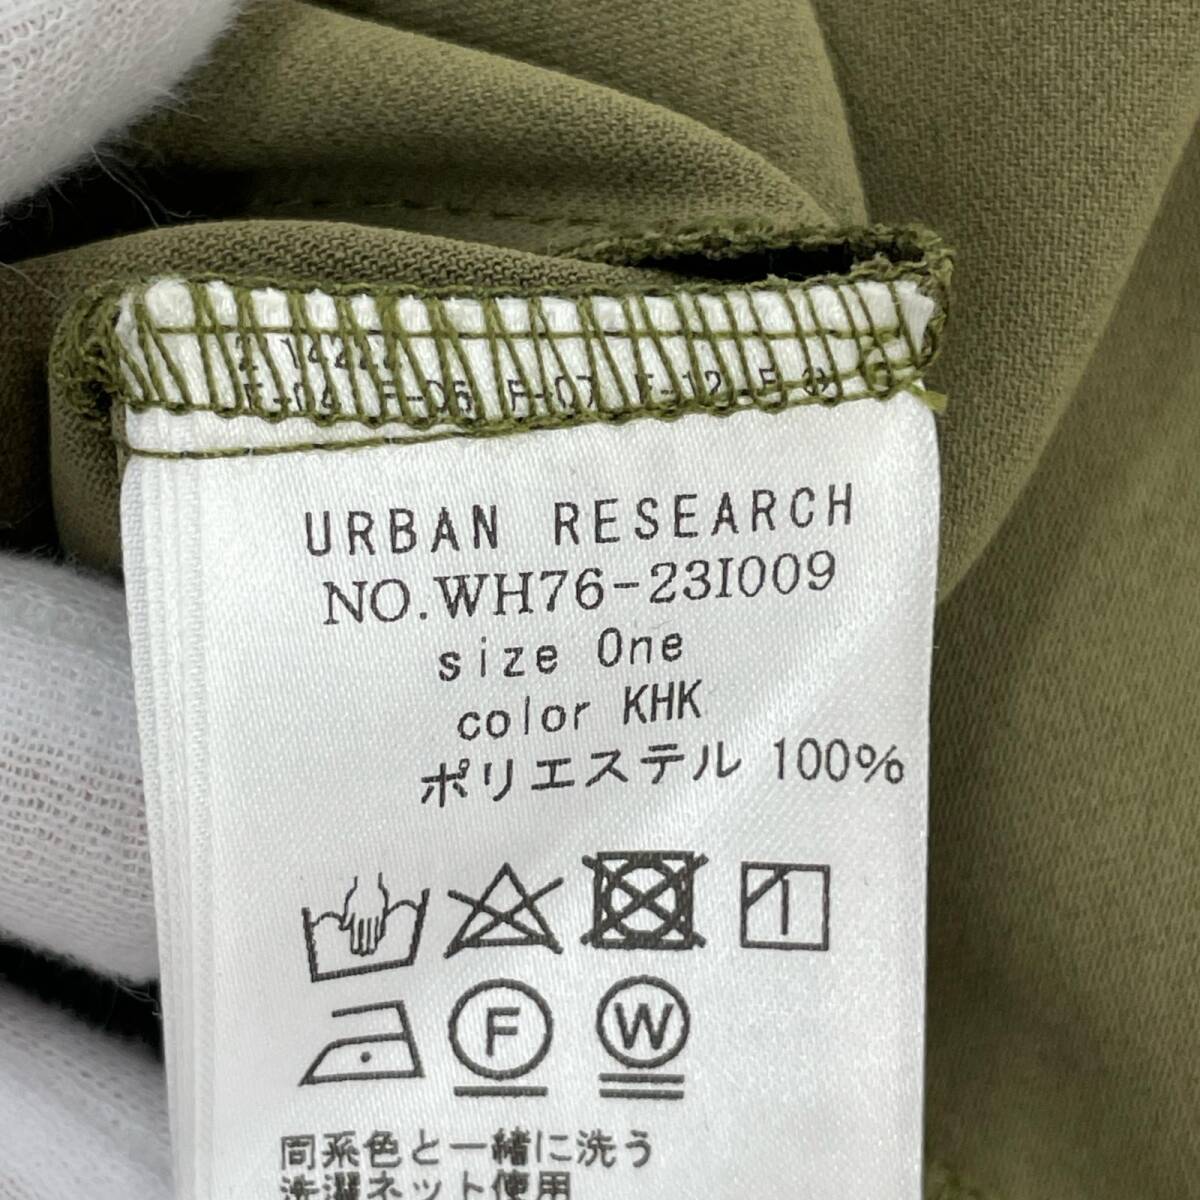 URBAN RESEARCH
NO.WH76-23I009
size One
color KHK
ポリエステル 100%
F
W
同系色と一緒に洗う
洗濯ネット使用